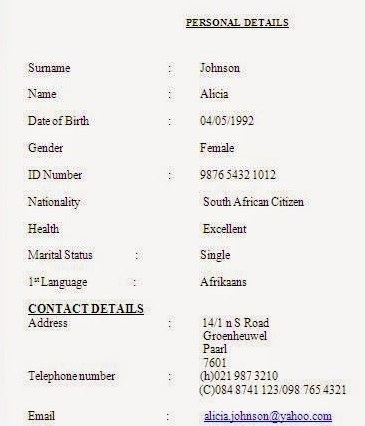 PERSONAL DETAILS
Surname : Johnson
Name : Alicia
Date of Birth : 04/05/1992
Gender : Female
ID Number : 9876 5432 1012
Nationality South African Citizen
Health Excellent
Marital Status : Single
1st Language : Afrikaans
CONTACT DETAILS
Address : 14/1 n S Road
Groenheuwel
Paarl
7601
Telephone number : (h)021 987 3210
(C)084 8741 123/098 765 4321
Email : alicia.johnson@yahoo.com